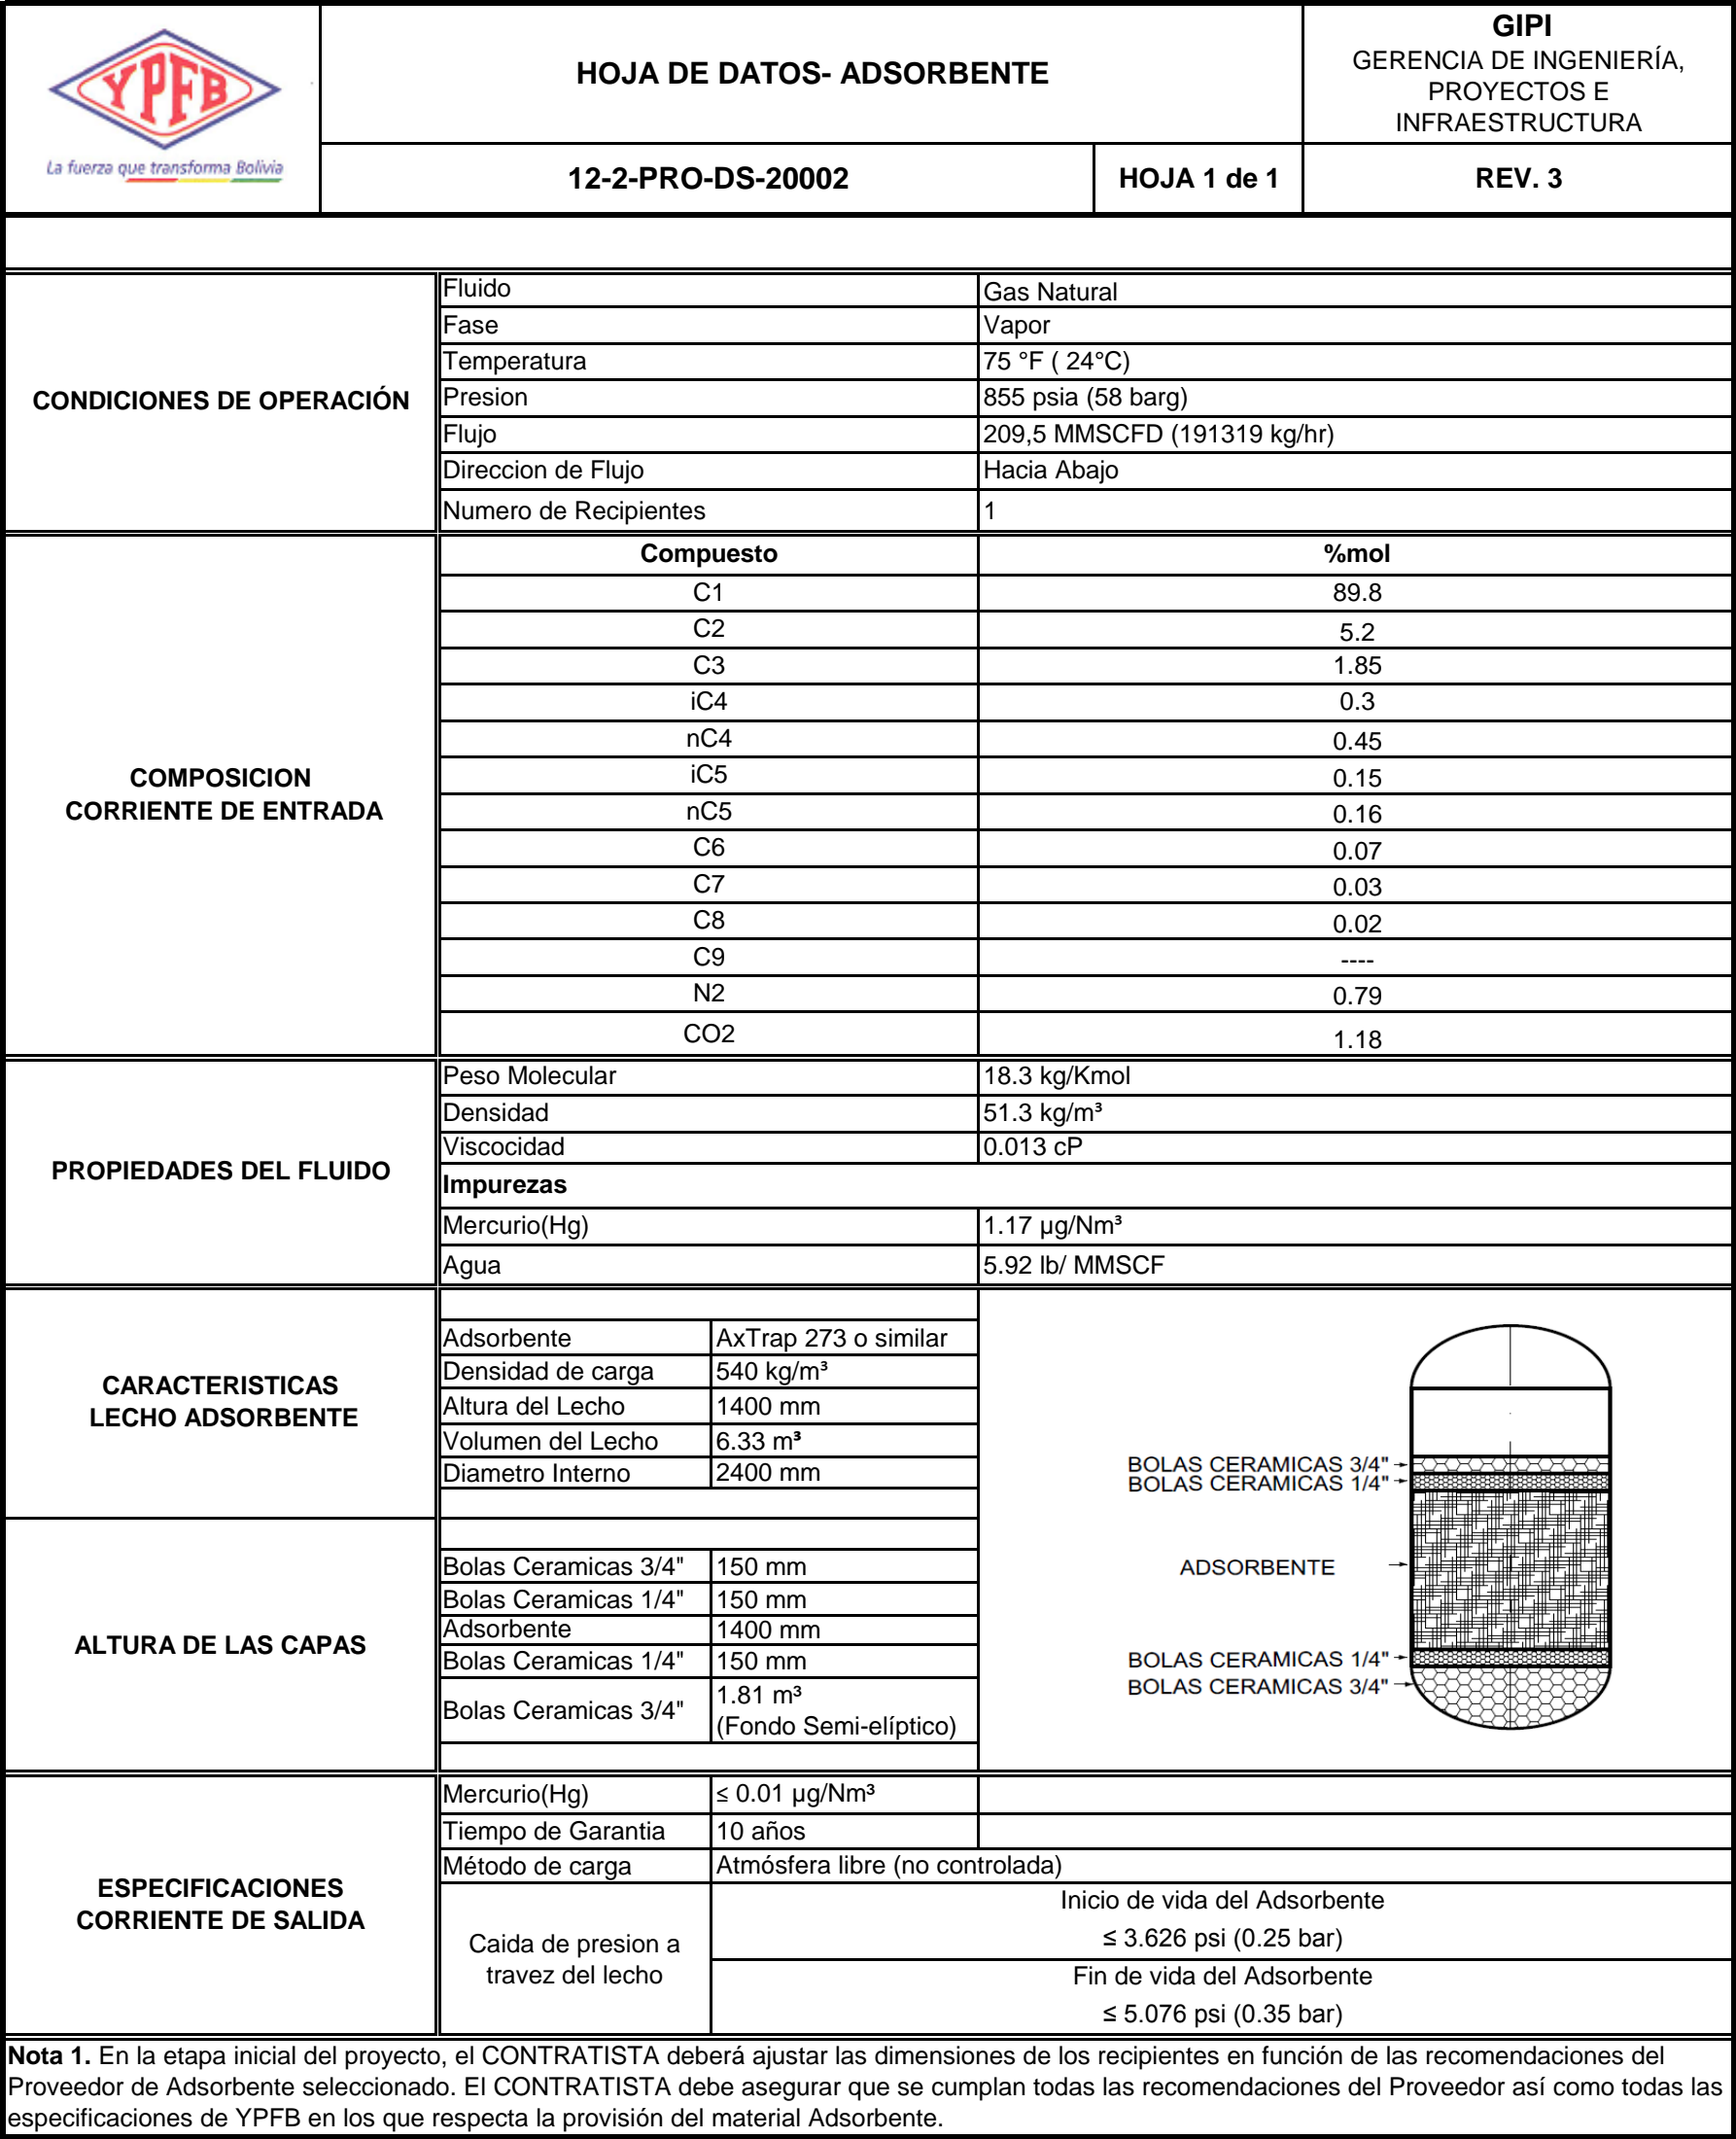 YPFB
La fuerza que transforma Bolivia
HOJA DE DATOS- ADSORBENTE
GIPI
GERENCIA DE INGENIERÍA,
PROYECTOS E
INFRAESTRUCTURA
12-2-PRO-DS-20002
HOJA 1 de 1
REV. 3
CONDICIONES DE OPERACIÓN
Fluido
Gas Natural
Fase
Vapor
Temperatura
75 °F ( 24°C)
Presion
855 psia (58 barg)
Flujo
209,5 MMSCFD (191319 kg/hr)
Direccion de Flujo
Hacia Abajo
Numero de Recipientes
1
COMPOSICION
CORRIENTE DE ENTRADA
Compuesto
%mol
C1
89.8
C2
5.2
C3
1.85
iC4
0.3
nC4
0.45
iC5
0.15
nC5
0.16
C6
0.07
C7
0.03
C8
0.02
C9
----
N2
0.79
CO2
1.18
PROPIEDADES DEL FLUIDO
Peso Molecular
18.3 kg/Kmol
Densidad
51.3 kg/m³
Viscocidad
0.013 cP
Impurezas
Mercurio(Hg)
1.17 µg/Nm³
Agua
5.92 lb/ MMSCF
CARACTERISTICAS
LECHO ADSORBENTE
Adsorbente
AxTrap 273 o similar
Densidad de carga
540 kg/m³
Altura del Lecho
1400 mm
Volumen del Lecho
6.33 m³
Diametro Interno
2400 mm
ALTURA DE LAS CAPAS
Bolas Ceramicas 3/4"
150 mm
Bolas Ceramicas 1/4"
150 mm
Adsorbente
1400 mm
Bolas Ceramicas 1/4"
150 mm
Bolas Ceramicas 3/4"
1.81 m³
(Fondo Semi-elíptico)
BOLAS CERAMICAS 3/4"
BOLAS CERAMICAS 1/4"
ADSORBENTE
BOLAS CERAMICAS 1/4"
BOLAS CERAMICAS 3/4"
ESPECIFICACIONES
CORRIENTE DE SALIDA
Mercurio(Hg)
≤ 0.01 µg/Nm³
Tiempo de Garantia
10 años
Método de carga
Atmósfera libre (no controlada)
Caida de presion a
travez del lecho
Inicio de vida del Adsorbente
≤ 3.626 psi (0.25 bar)
Fin de vida del Adsorbente
≤ 5.076 psi (0.35 bar)
Nota 1. En la etapa inicial del proyecto, el CONTRATISTA deberá ajustar las dimensiones de los recipientes en función de las recomendaciones del
Proveedor de Adsorbente seleccionado. El CONTRATISTA debe asegurar que se cumplan todas las recomendaciones del Proveedor así como todas las
especificaciones de YPFB en los que respecta la provisión del material Adsorbente.